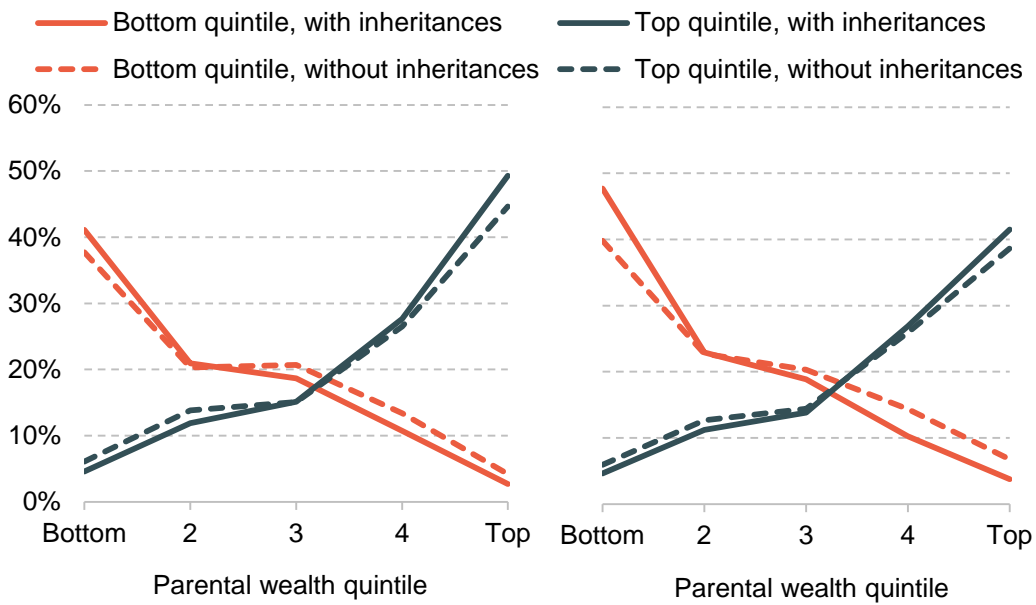 Bottom quintile, with inheritances Top quintile, with inheritances
Bottom quintile, without inheritances Top quintile, without inheritances
60%
50%
40%
30%
20%
10%
0%
Bottom 2 3 4 Top Bottom 2 3 4 Top
Parental wealth quintile Parental wealth quintile